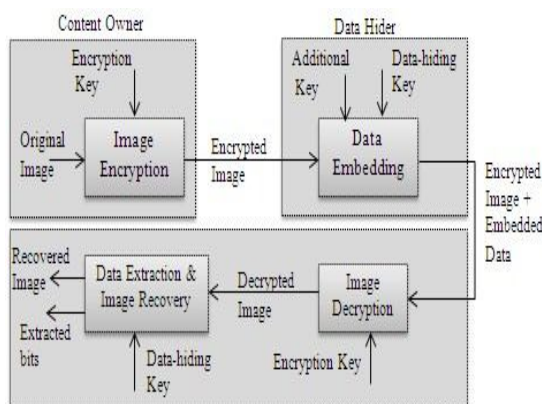 Content Owner
Data Hider
Encryption
Key
Additional
Key
Data-hiding
Key
Original
Image
Image
Encryption
Encrypted
Image
Data
Embedding
Encrypted
Image +
Embedded
Data
Recovered
Image
Extracted
bits
Data Extraction &
Image Recovery
Decrypted
Image
Image
Decryption
Data-hiding
Key
Encryption Key